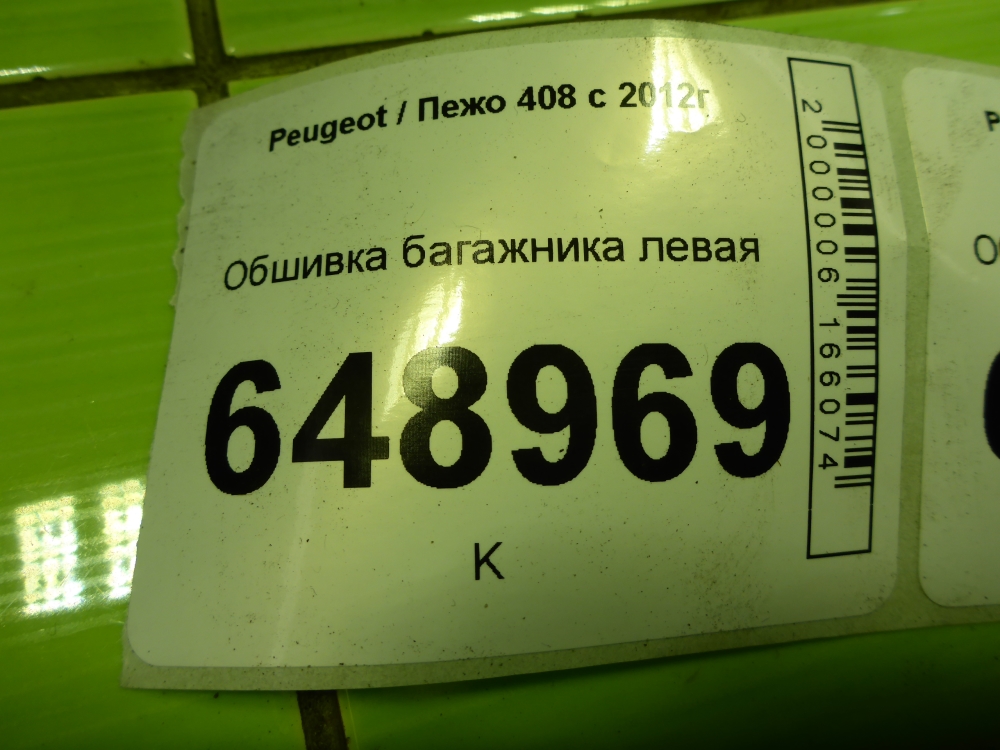 Peugeot / Пежо 408 с 2012г
Обшивка багажника левая
648969
К
2000006166074